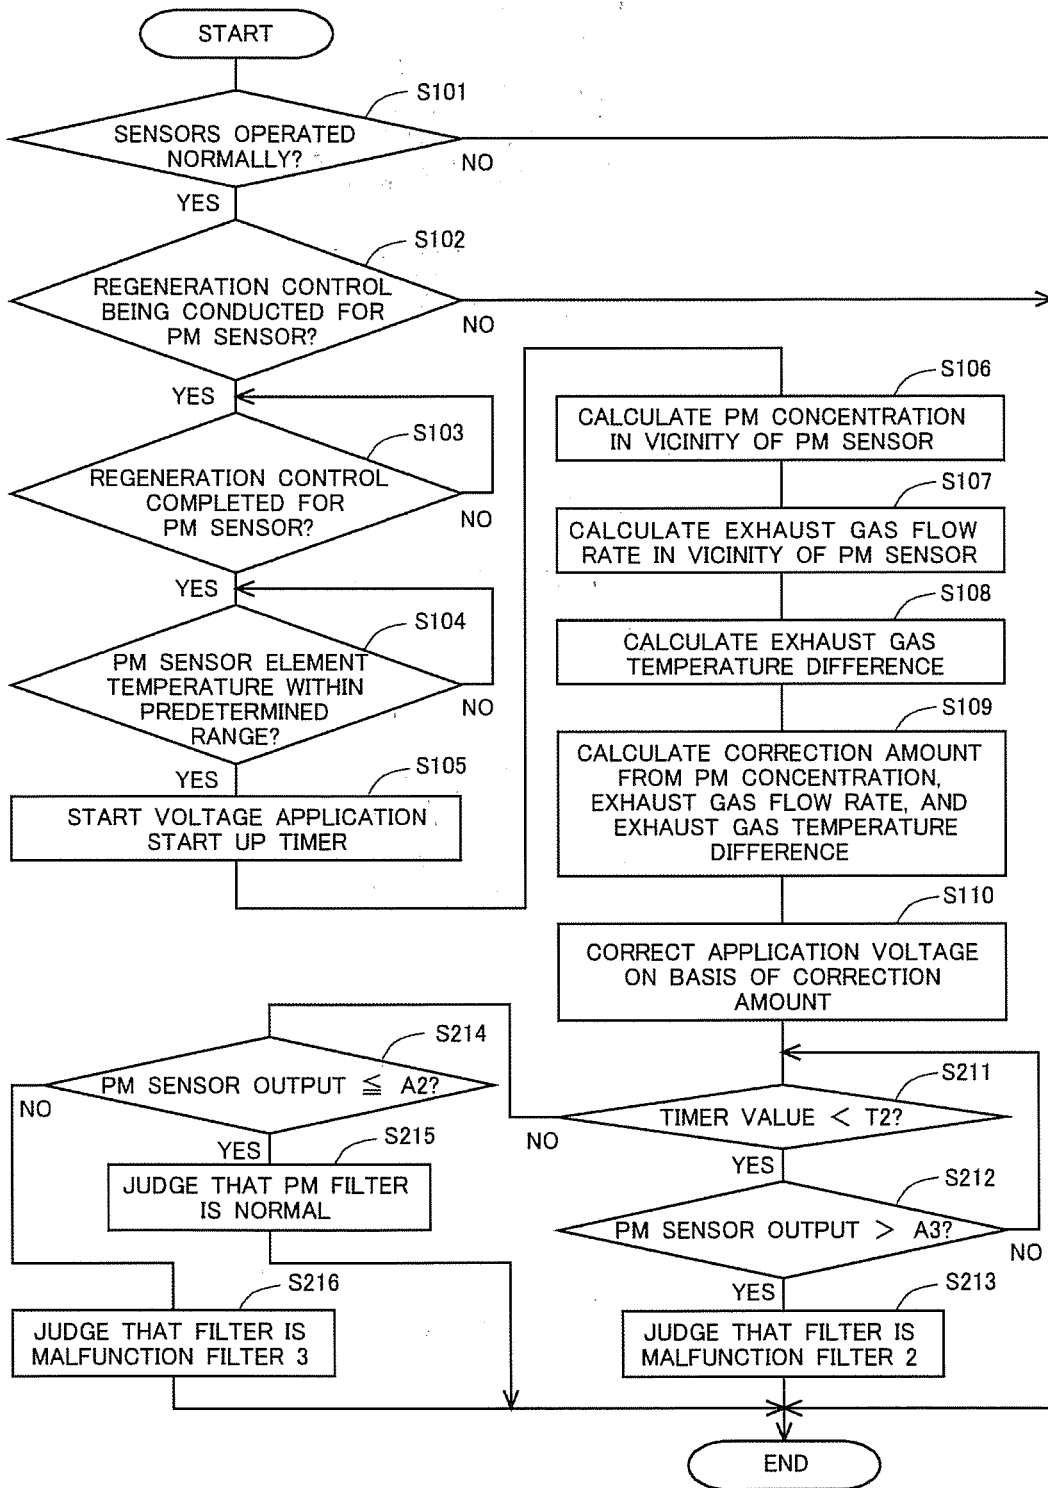 START
S101
SENSORS OPERATED
NORMALLY?
NO
YES
S102
REGENERATION CONTROL
BEING CONDUCTED FOR
PM SENSOR?
NO
YES
S103
REGENERATION CONTROL
COMPLETED FOR
PM SENSOR?
NO
YES
S104
PM SENSOR ELEMENT
TEMPERATURE WITHIN
PREDETERMINED
RANGE?
NO
YES
S105
START VOLTAGE APPLICATION
START UP TIMER
S106
CALCULATE PM CONCENTRATION
IN VICINITY OF PM SENSOR
S107
CALCULATE EXHAUST GAS FLOW
RATE IN VICINITY OF PM SENSOR
S108
CALCULATE EXHAUST GAS
TEMPERATURE DIFFERENCE
S109
CALCULATE CORRECTION AMOUNT
FROM PM CONCENTRATION,
EXHAUST GAS FLOW RATE, AND
EXHAUST GAS TEMPERATURE
DIFFERENCE
S110
CORRECT APPLICATION VOLTAGE
ON BASIS OF CORRECTION
AMOUNT
S211
TIMER VALUE < T2?
NO
YES
S212
PM SENSOR OUTPUT > A3?
NO
YES
S213
JUDGE THAT FILTER IS
MALFUNCTION FILTER 2
S214
PM SENSOR OUTPUT ≦ A2?
NO
YES
S215
JUDGE THAT PM FILTER
IS NORMAL
S216
JUDGE THAT FILTER IS
MALFUNCTION FILTER 3
END